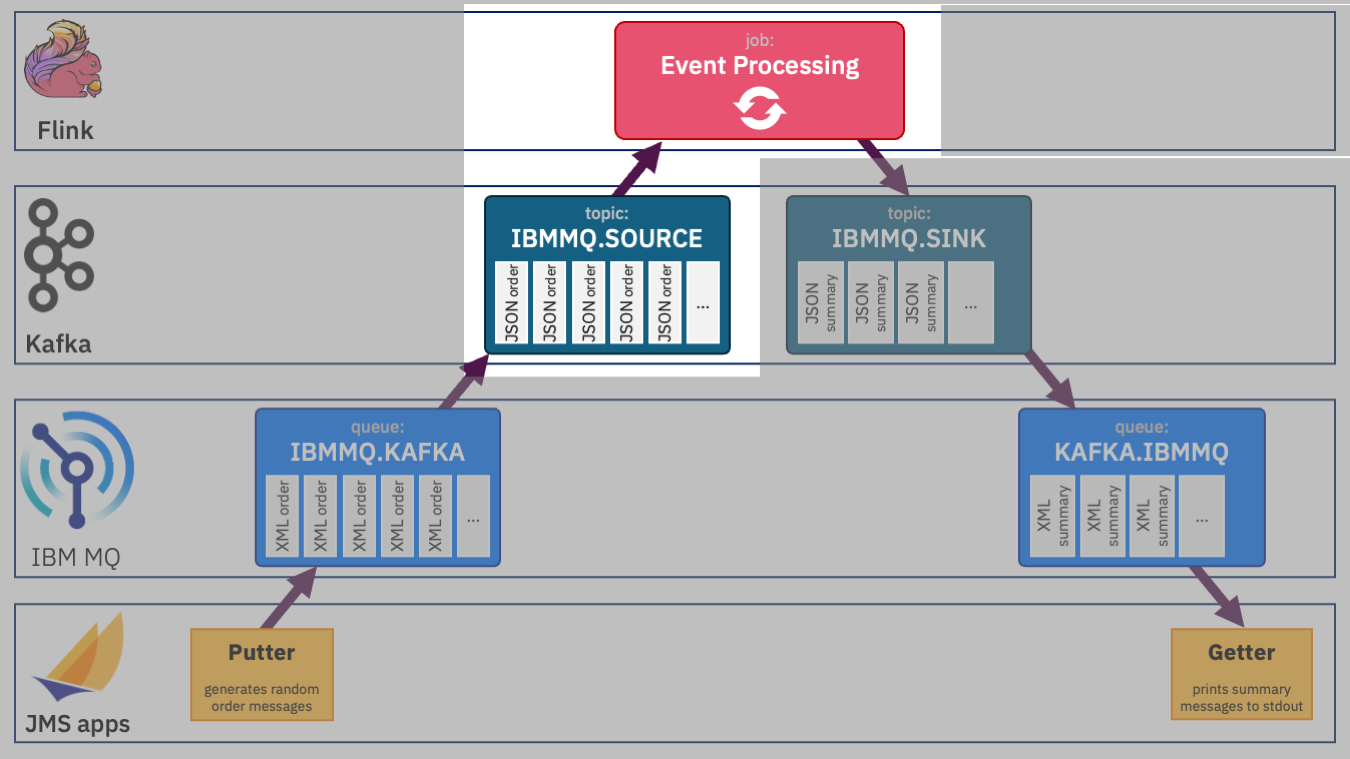 job:
Event Processing
Flink
topic:
IBMMQ.SOURCE
JSON order
JSON order
JSON order
JSON order
JSON order
...
topic:
IBMMQ.SINK
JSON
summary
JSON
summary
JSON
summary
...
Kafka
queue:
IBMMQ.KAFKA
XML order
XML order
XML order
XML order
XML order
...
queue:
KAFKA.IBMMQ
XML
summary
XML
summary
XML
summary
...
IBM MQ
Putter
generates random
order messages
Getter
prints summary
messages to stdout
JMS apps